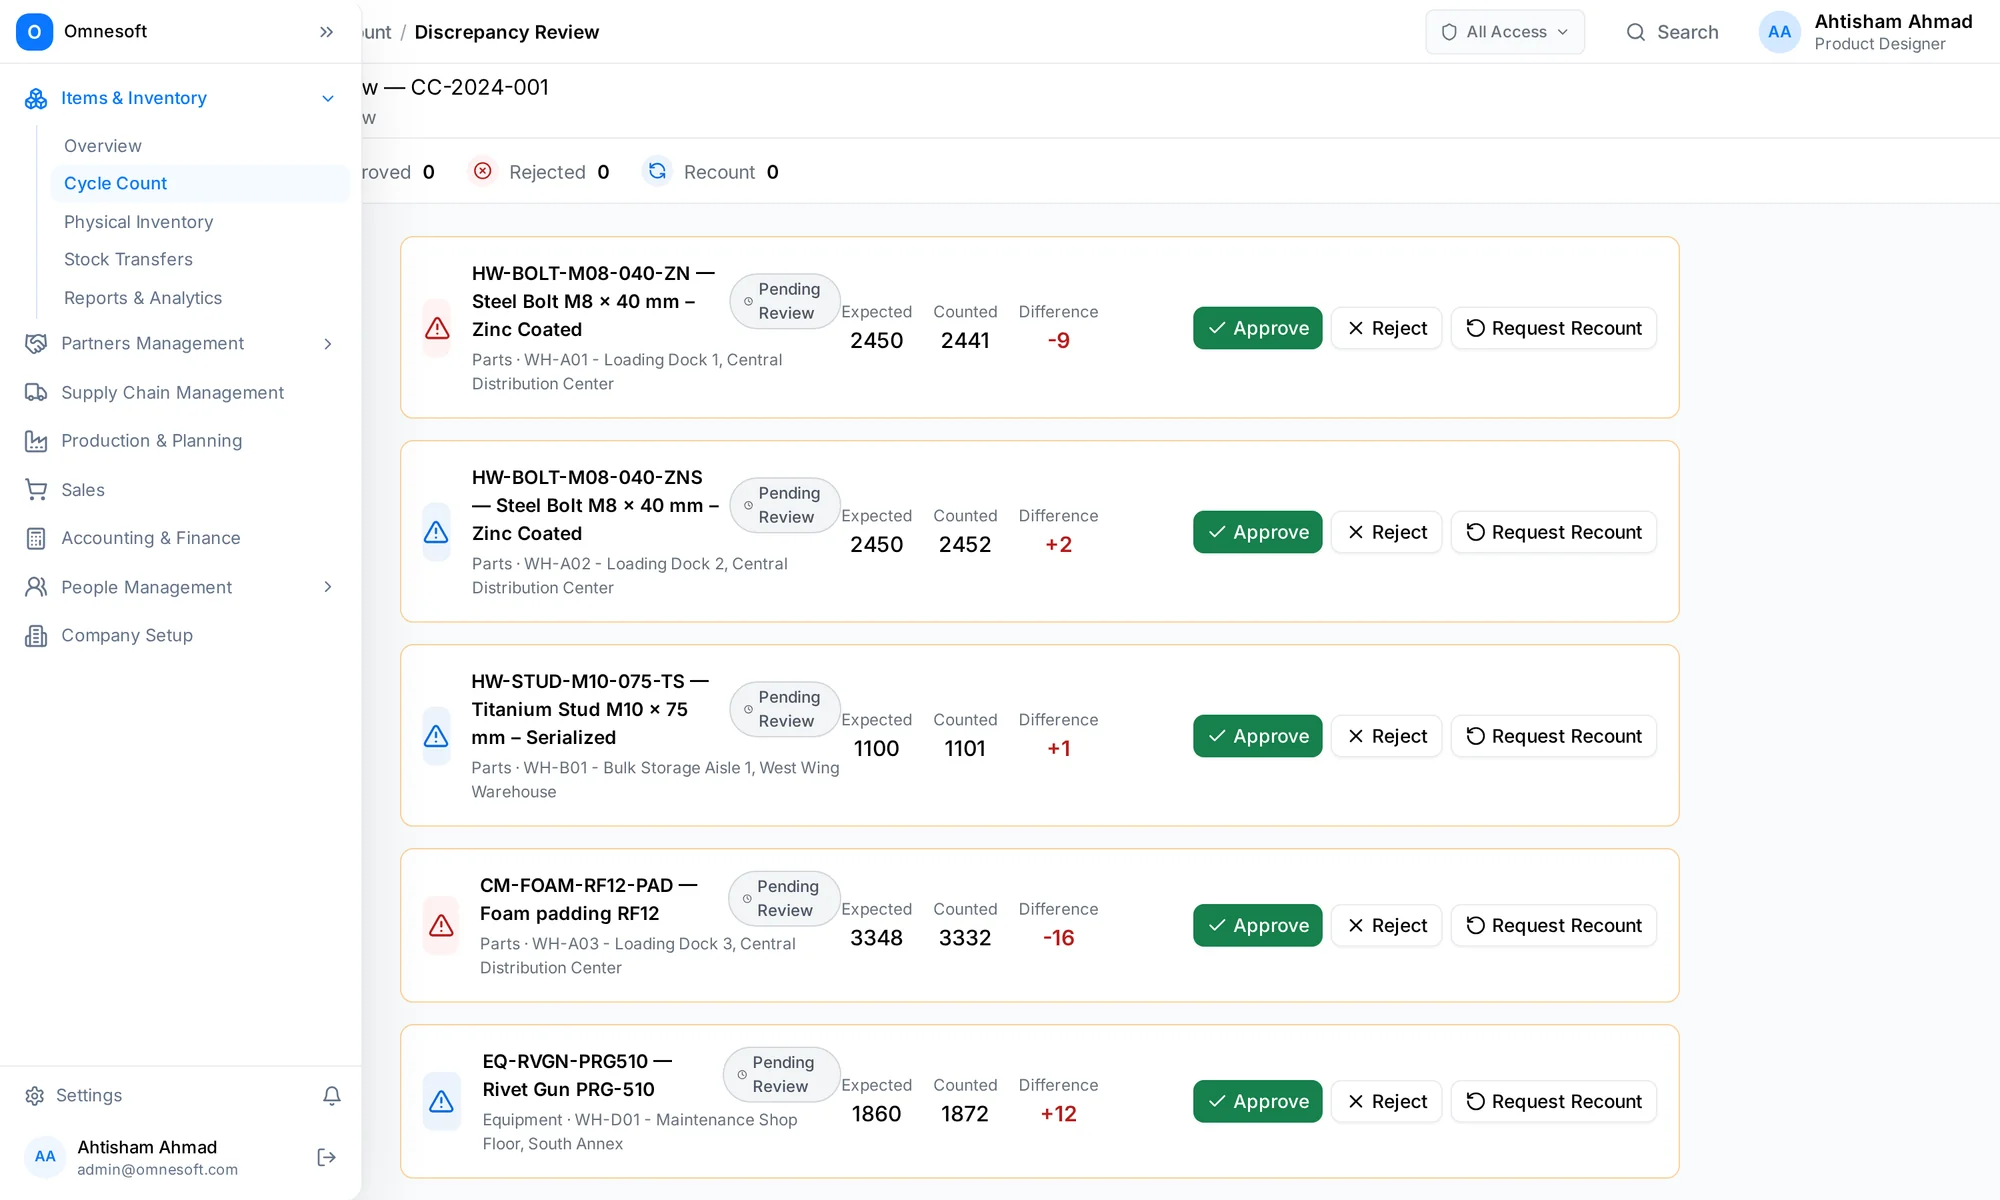 O Omnesoft
Items & Inventory
Overview
Cycle Count
Physical Inventory
Stock Transfers
Reports & Analytics
Partners Management
Supply Chain Management
Production & Planning
Sales
Accounting & Finance
People Management
Company Setup
Settings
AA Ahtisham Ahmad
admin@omnesoft.com
ount / Discrepancy Review
All Access
Search
AA Ahtisham Ahmad
Product Designer
w — CC-2024-001
w
roved 0 Rejected 0 Recount 0
HW-BOLT-M08-040-ZN —
Steel Bolt M8 × 40 mm –
Zinc Coated
Pending
Review
Parts · WH-A01 - Loading Dock 1, Central
Distribution Center
Expected Counted Difference
2450 2441 -9
Approve Reject Request Recount
HW-BOLT-M08-040-ZNS
— Steel Bolt M8 × 40 mm –
Zinc Coated
Pending
Review
Parts · WH-A02 - Loading Dock 2, Central
Distribution Center
Expected Counted Difference
2450 2452 +2
Approve Reject Request Recount
HW-STUD-M10-075-TS —
Titanium Stud M10 × 75
mm – Serialized
Pending
Review
Parts · WH-B01 - Bulk Storage Aisle 1, West Wing
Warehouse
Expected Counted Difference
1100 1101 +1
Approve Reject Request Recount
CM-FOAM-RF12-PAD —
Foam padding RF12
Pending
Review
Parts · WH-A03 - Loading Dock 3, Central
Distribution Center
Expected Counted Difference
3348 3332 -16
Approve Reject Request Recount
EQ-RVGN-PRG510 —
Rivet Gun PRG-510
Pending
Review
Equipment · WH-D01 - Maintenance Shop
Floor, South Annex
Expected Counted Difference
1860 1872 +12
Approve Reject Request Recount